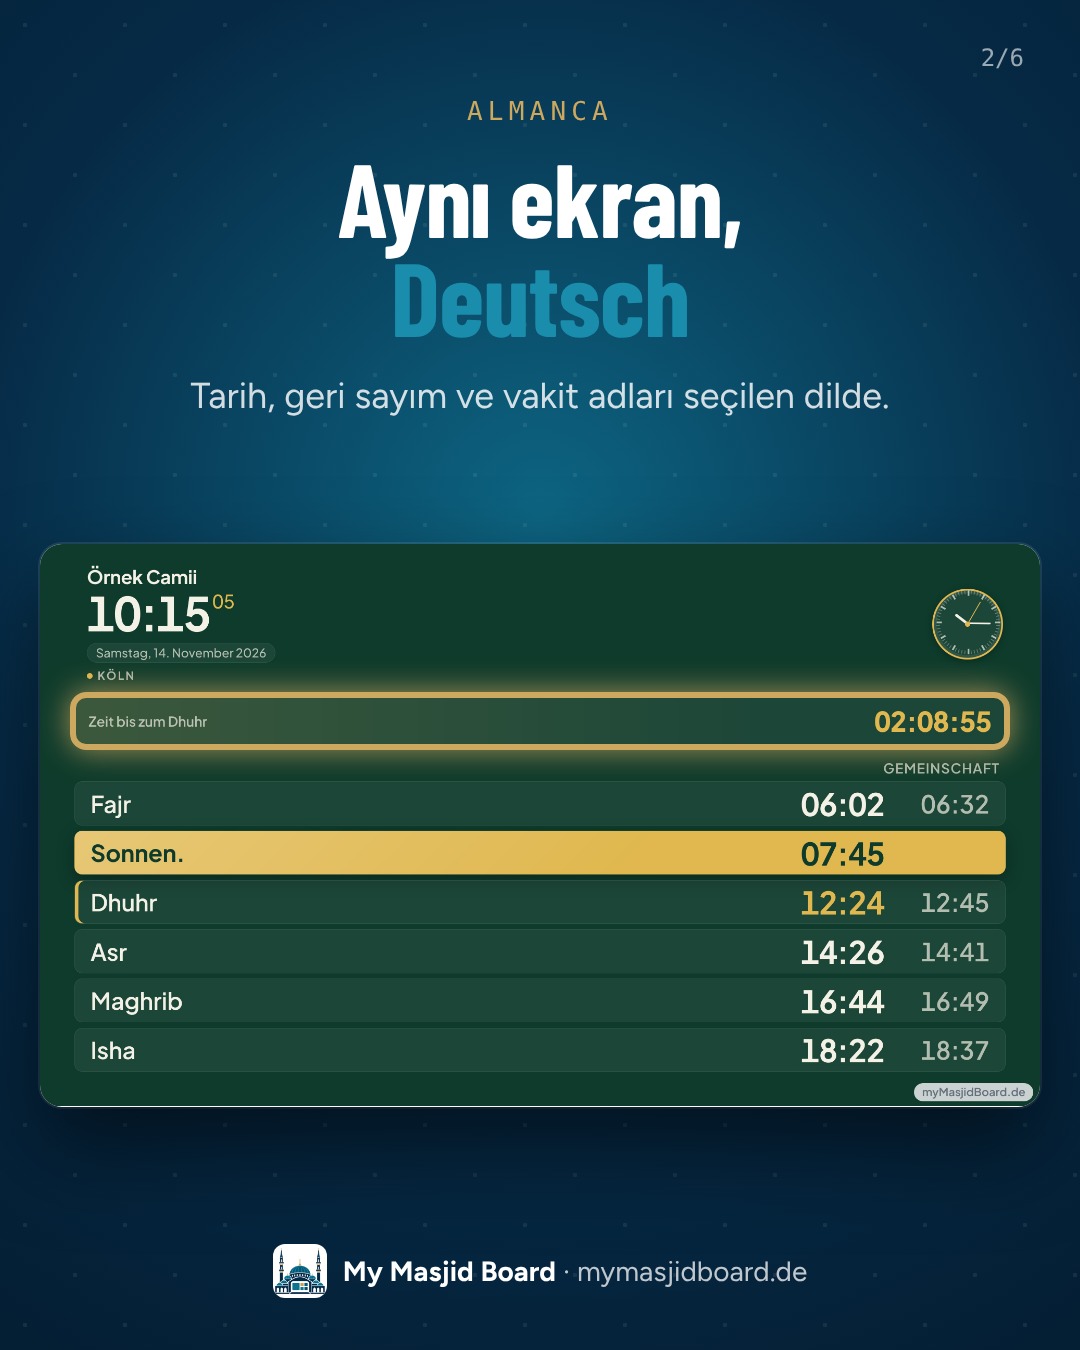 2/6
ALMANCA
Aynı ekran,
Deutsch
Tarih, geri sayım ve vakit adları seçilen dilde.
Örnek Camii
10:15 05
Samstag, 14. November 2026
KÖLN
Zeit bis zum Dhuhr 02:08:55
GEMEINSCHAFT
Fajr 06:02 06:32
Sonnen. 07:45
Dhuhr 12:24 12:45
Asr 14:26 14:41
Maghrib 16:44 16:49
Isha 18:22 18:37
myMasjidBoard.de
My Masjid Board · mymasjidboard.de